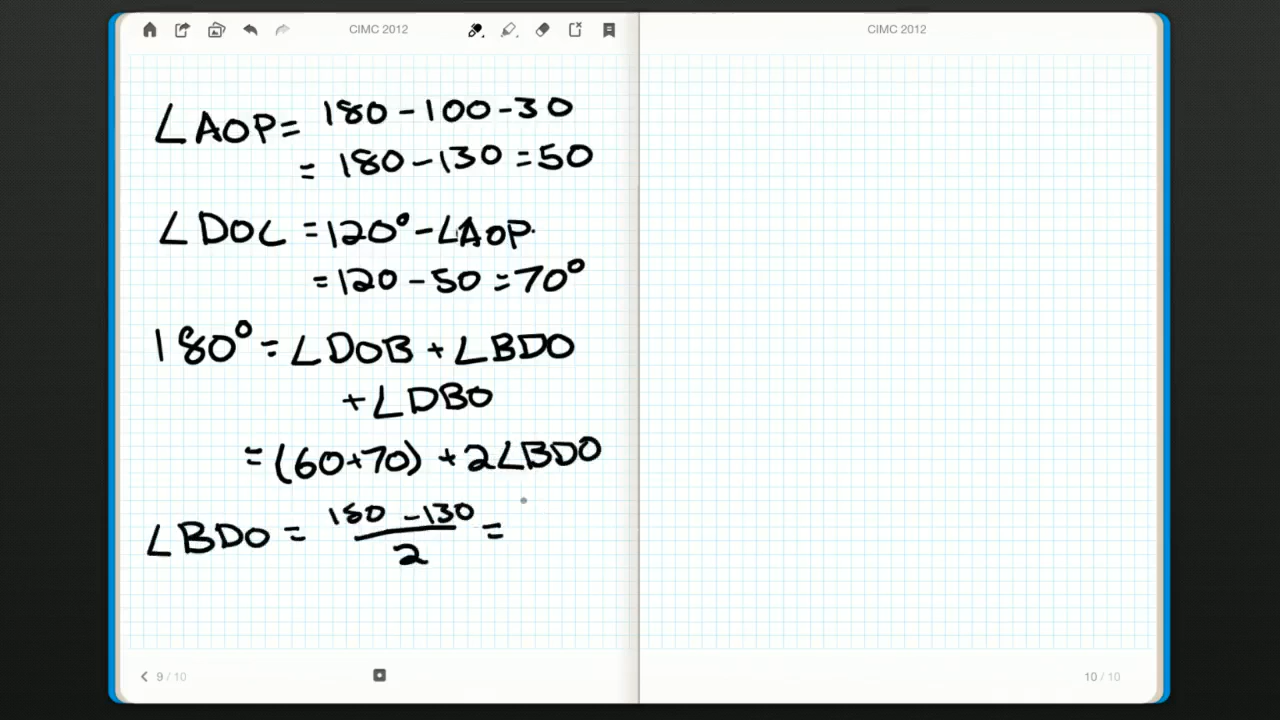 CIMC 2012
CIMC 2012
∠AOP = 180 - 100 - 30
= 180 - 130 = 50
∠DOC = 120° - ∠AOP
= 120 - 50 = 70°
180° = ∠DOB + ∠BDO
+ ∠DBO
= (60+70) + 2∠BDO
∠BDO = 180 - 130 / 2 =
9 / 10
10 / 10